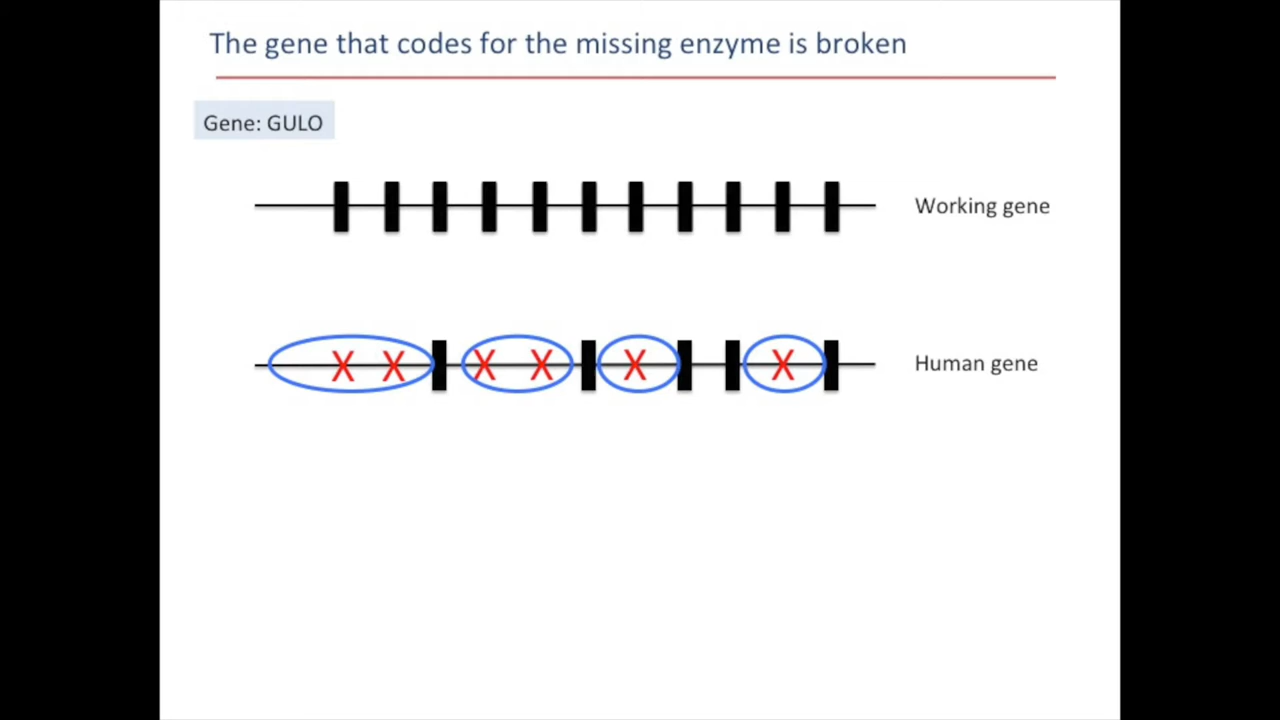 The gene that codes for the missing enzyme is broken
Gene: GULO
Working gene
X X X X X X
Human gene